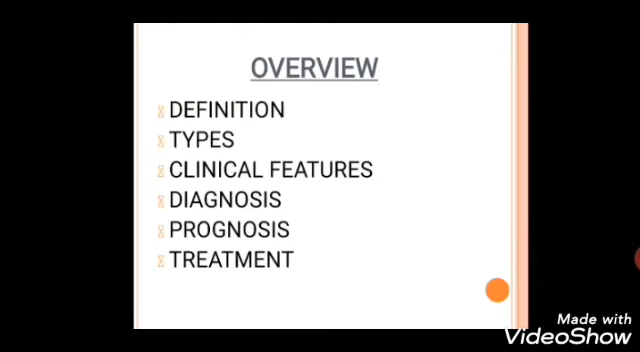 OVERVIEW
DEFINITION
TYPES
CLINICAL FEATURES
DIAGNOSIS
PROGNOSIS
TREATMENT
Made with
VideoShow